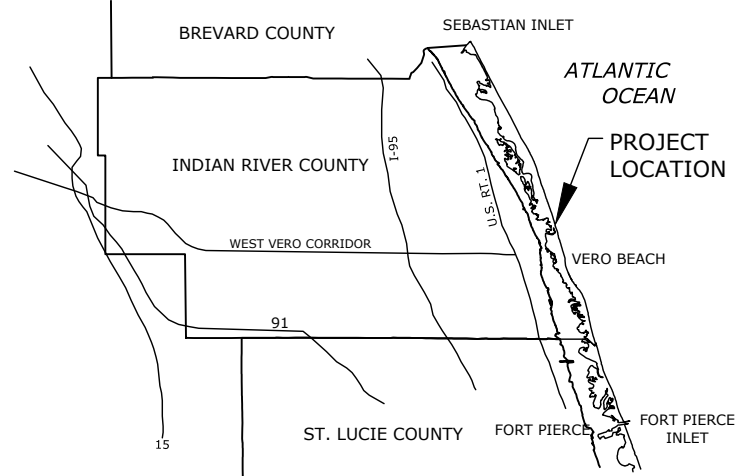 SEBASTIAN INLET
BREVARD COUNTY
ATLANTIC
OCEAN
PROJECT
LOCATION
I-95
INDIAN RIVER COUNTY
U.S. RT. 1
WEST VERO CORRIDOR
VERO BEACH
91
15
ST. LUCIE COUNTY
FORT PIERCE
FORT PIERCE
INLET